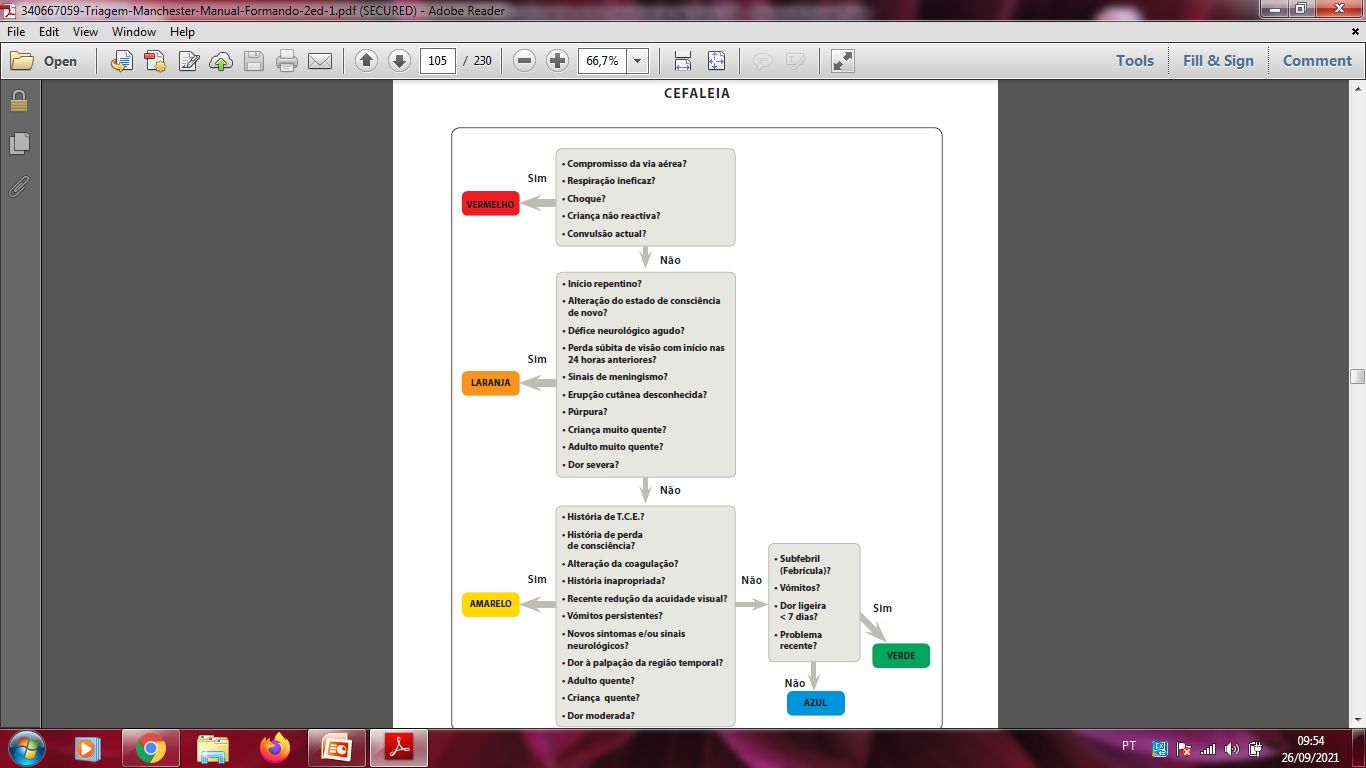 340667059-Triagem-Manchester-Manual-Formando-2ed-1.pdf (SECURED) - Adobe Reader
File Edit View Window Help
Open
105 / 230
66,7%
Tools
Fill & Sign
Comment
CEFALEIA
• Compromisso da via aérea?
• Respiração ineficaz?
• Choque?
• Criança não reactiva?
• Convulsão actual?
Sim
VERMELHO
Não
• Início repentino?
• Alteração do estado de consciência
de novo?
• Défice neurológico agudo?
• Perda súbita de visão com início nas
24 horas anteriores?
• Sinais de meningismo?
• Erupção cutânea desconhecida?
• Púrpura?
• Criança muito quente?
• Adulto muito quente?
• Dor severa?
Sim
LARANJA
Não
• História de T.C.E.?
• História de perda
de consciência?
• Alteração da coagulação?
• História inapropriada?
• Recente redução da acuidade visual?
• Vómitos persistentes?
• Novos sintomas e/ou sinais
neurológicos?
• Dor à palpação da região temporal?
• Adulto quente?
• Criança quente?
• Dor moderada?
Sim
AMARELO
Não
• Subfebril
(Febrícula)?
• Vómitos?
• Dor ligeira
< 7 dias?
• Problema
recente?
Sim
VERDE
Não
AZUL
PT
09:54
26/09/2021